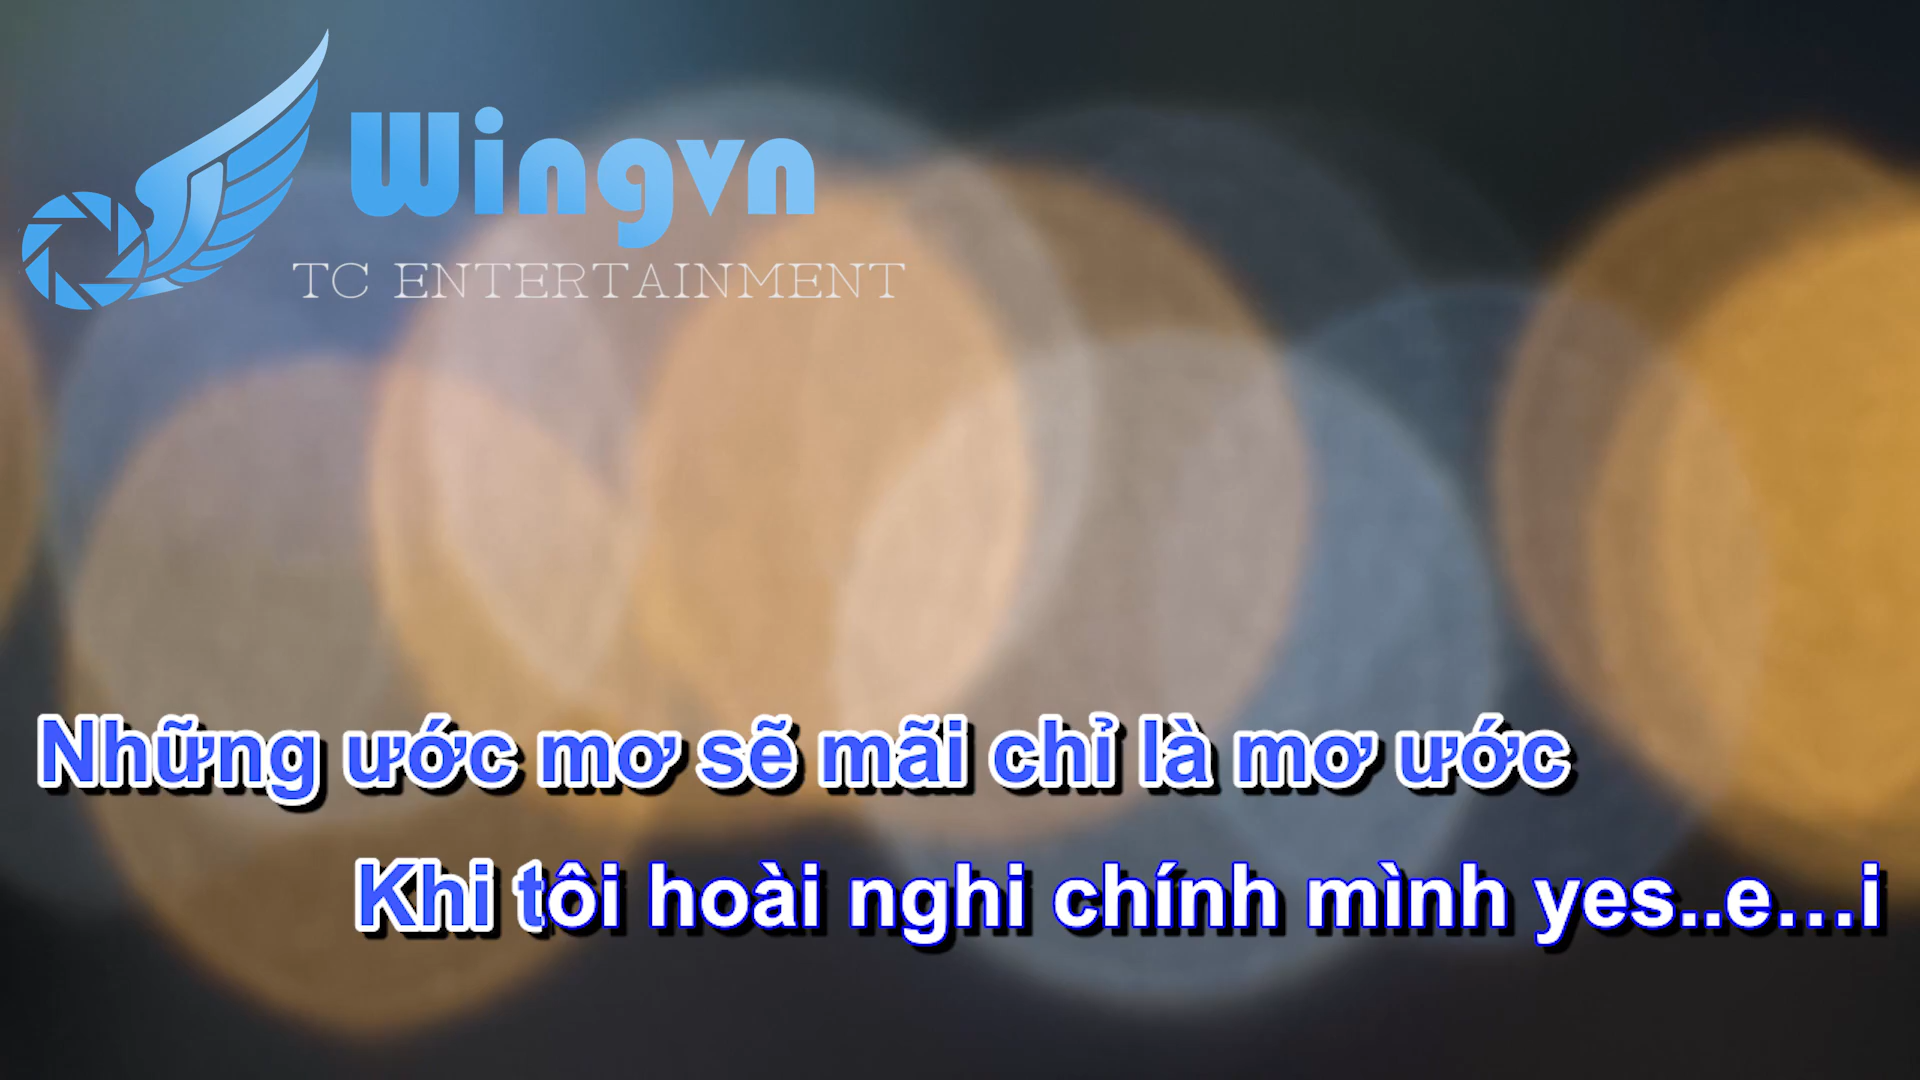 Wingvn
TC ENTERTAINMENT
Những ước mơ sẽ mãi chỉ là mơ ước
Khi tôi hoài nghi chính mình yes..e...i